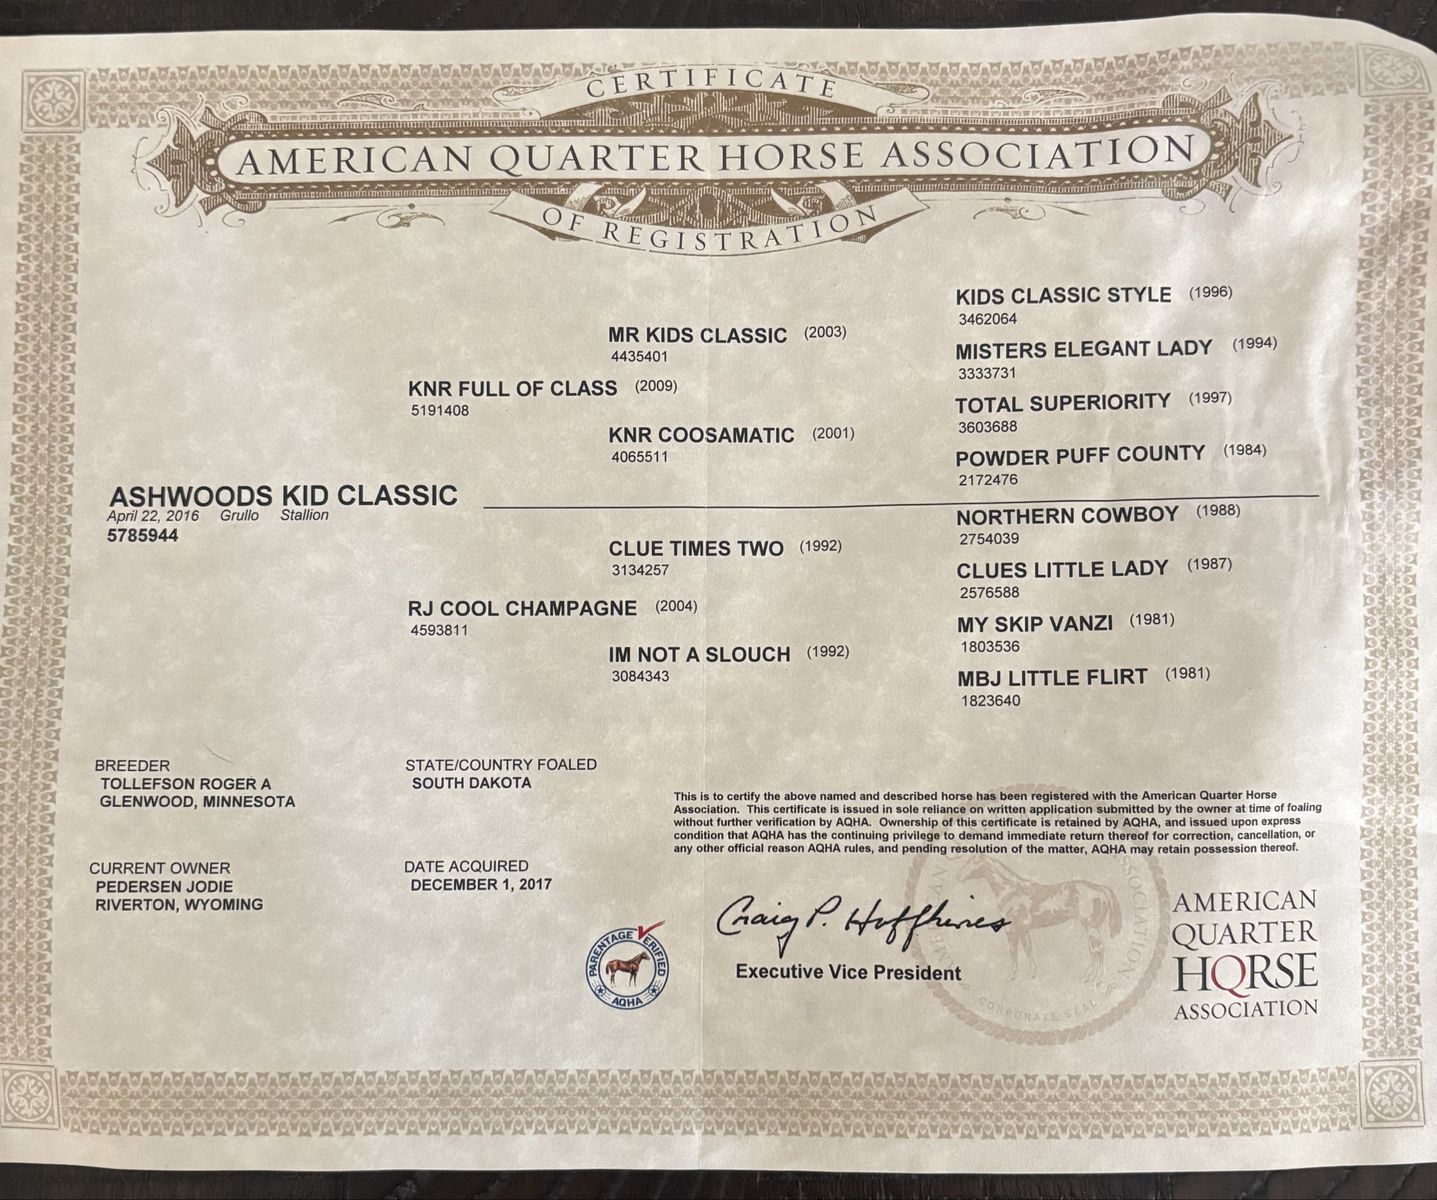 CERTIFICATE
AMERICAN QUARTER HORSE ASSOCIATION
OF REGISTRATION
KIDS CLASSIC STYLE (1996)
3462064
MR KIDS CLASSIC (2003)
4435401
MISTERS ELEGANT LADY (1994)
3333731
KNR FULL OF CLASS (2009)
5191408
TOTAL SUPERIORITY (1997)
3603688
KNR COOSAMATIC (2001)
4065511
POWDER PUFF COUNTY (1984)
2172476
ASHWOODS KID CLASSIC
April 22, 2016 Grullo Stallion
5785944
NORTHERN COWBOY (1988)
2754039
CLUE TIMES TWO (1992)
3134257
CLUES LITTLE LADY (1987)
2576588
RJ COOL CHAMPAGNE (2004)
4593811
MY SKIP VANZI (1981)
1803536
IM NOT A SLOUCH (1992)
3084343
MBJ LITTLE FLIRT (1981)
1823640
BREEDER
TOLLEFSON ROGER A
GLENWOOD, MINNESOTA
STATE/COUNTRY FOALED
SOUTH DAKOTA
CURRENT OWNER
PEDERSEN JODIE
RIVERTON, WYOMING
DATE ACQUIRED
DECEMBER 1, 2017
This is to certify the above named and described horse has been registered with the American Quarter Horse
Association. This certificate is issued in sole reliance on written application submitted by the owner at time of foaling
without further verification by AQHA. Ownership of this certificate is retained by AQHA, and issued upon express
condition that AQHA has the continuing privilege to demand immediate return thereof for correction, cancellation, or
any other official reason AQHA rules, and pending resolution of the matter, AQHA may retain possession thereof.
PARENTAGE VERIFIED
AQHA
Craig P. Huffhines
Executive Vice President
CORPORATE SEAL
AMERICAN
QUARTER
HORSE
ASSOCIATION